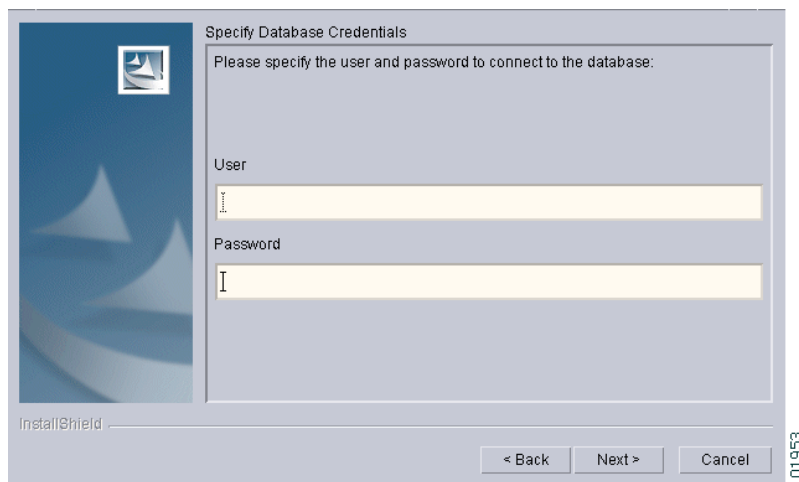 Specify Database Credentials
Please specify the user and password to connect to the database:
User
Password
InstallShield
< Back
Next >
Cancel
01953